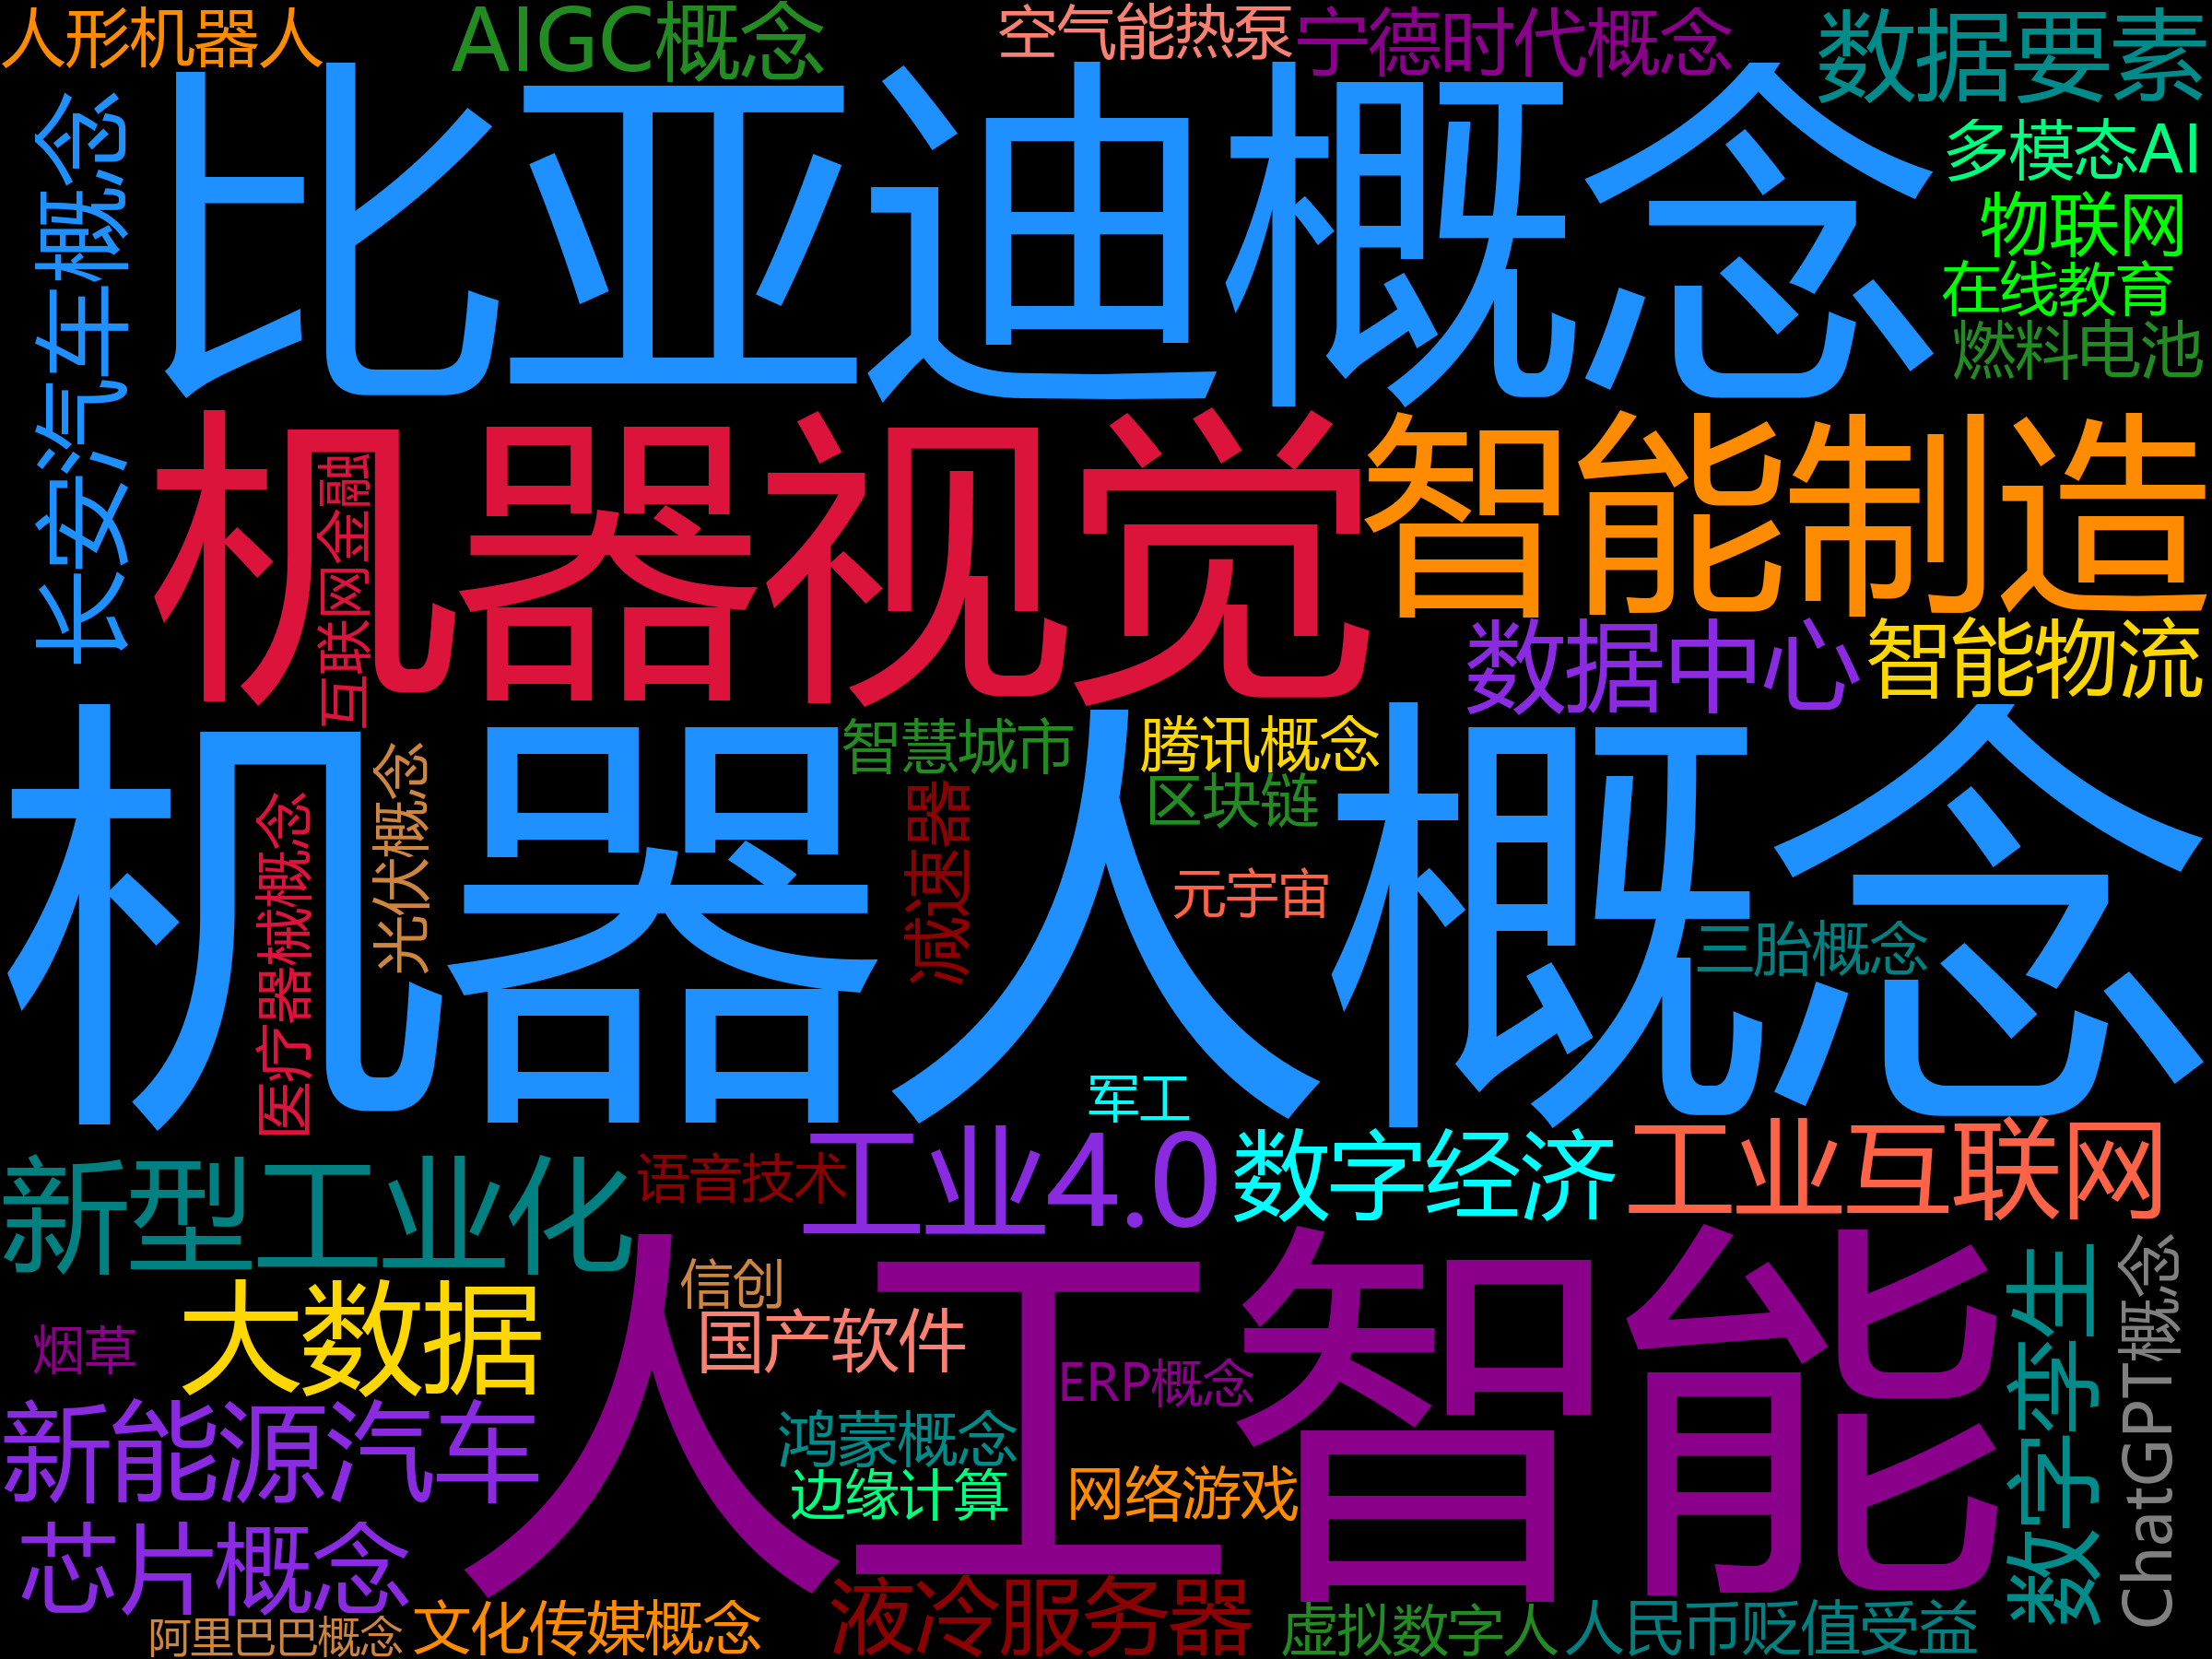 人形机器人
AIGC概念
空气能热泵
宁德时代概念
数据要素
长安汽车概念
比亚迪概念
多模态AI
物联网
在线教育
燃料电池
机器视觉
互联网金融
智能制造
数据中心
智能物流
机器人概念
智慧城市
腾讯概念
区块链
减速器
元宇宙
光伏概念
医疗器械概念
三胎概念
军工
新型工业化
语音技术
工业4.0
数字经济
工业互联网
人工智能
信创
国产软件
大数据
烟草
ERP概念
新能源汽车
鸿蒙概念
边缘计算
网络游戏
数字孪生
ChatGPT概念
芯片概念
阿里巴巴概念
文化传媒概念
液冷服务器
虚拟数字人
人民币贬值受益